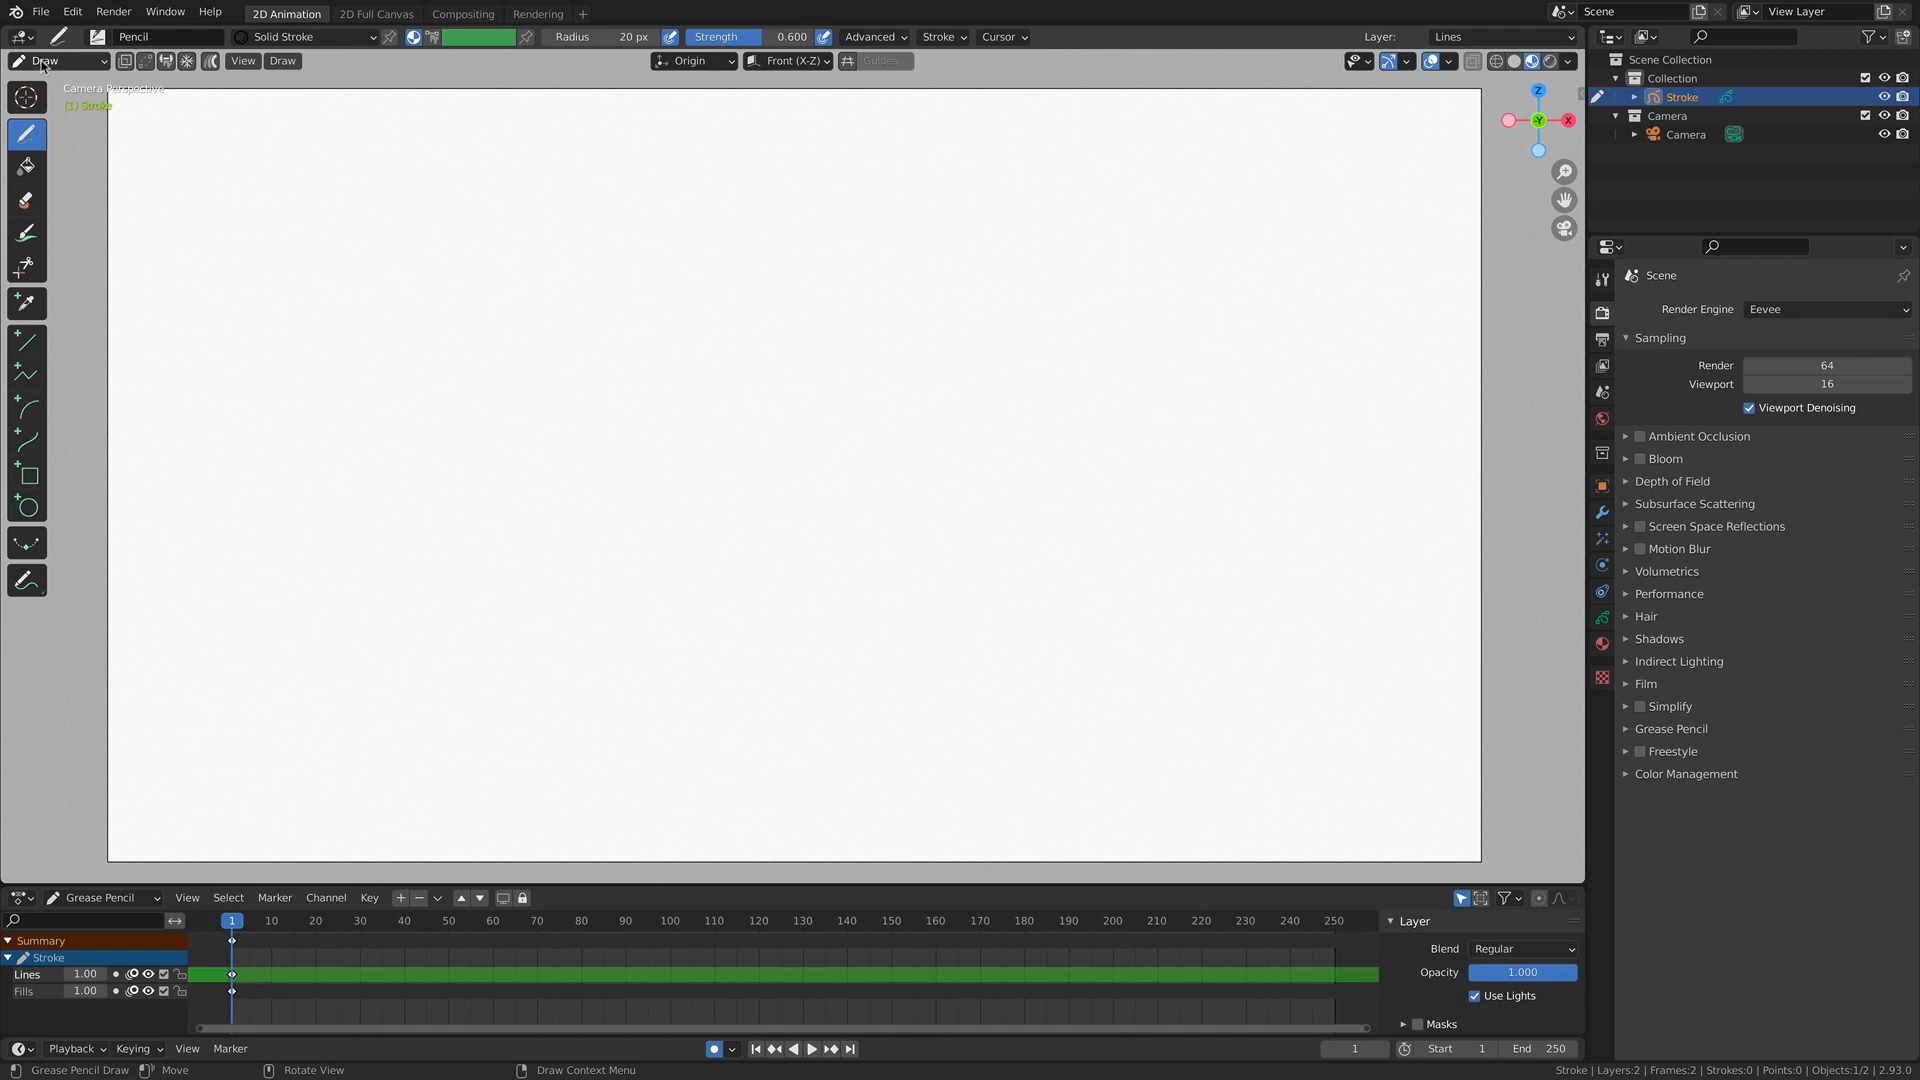 File Edit Render Window Help 2D Animation 2D Full Canvas Compositing Rendering + Scene View Layer
Pencil Solid Stroke Radius 20 px Strength 0.600 Advanced Stroke Cursor Layer: Lines
Draw View Draw Origin Front (X-Z) Guides
Scene Collection
Collection
Stroke
Camera
Camera
Camera Perspective
(1) Stroke
Z
-Y X
Scene
Render Engine Eevee
Sampling
Render 64
Viewport 16
Viewport Denoising
Ambient Occlusion
Bloom
Depth of Field
Subsurface Scattering
Screen Space Reflections
Motion Blur
Volumetrics
Performance
Hair
Shadows
Indirect Lighting
Film
Simplify
Grease Pencil
Freestyle
Color Management
Grease Pencil View Select Marker Channel Key
1 10 20 30 40 50 60 70 80 90 100 110 120 130 140 150 160 170 180 190 200 210 220 230 240 250
Summary
Stroke
Lines 1.00
Fills 1.00
Layer
Blend Regular
Opacity 1.000
Use Lights
Masks
Playback Keying View Marker 1 Start 1 End 250
Grease Pencil Draw Move Rotate View Draw Context Menu Stroke | Layers:2 | Frames:2 | Strokes:0 | Points:0 | Objects:1/2 | 2.93.0